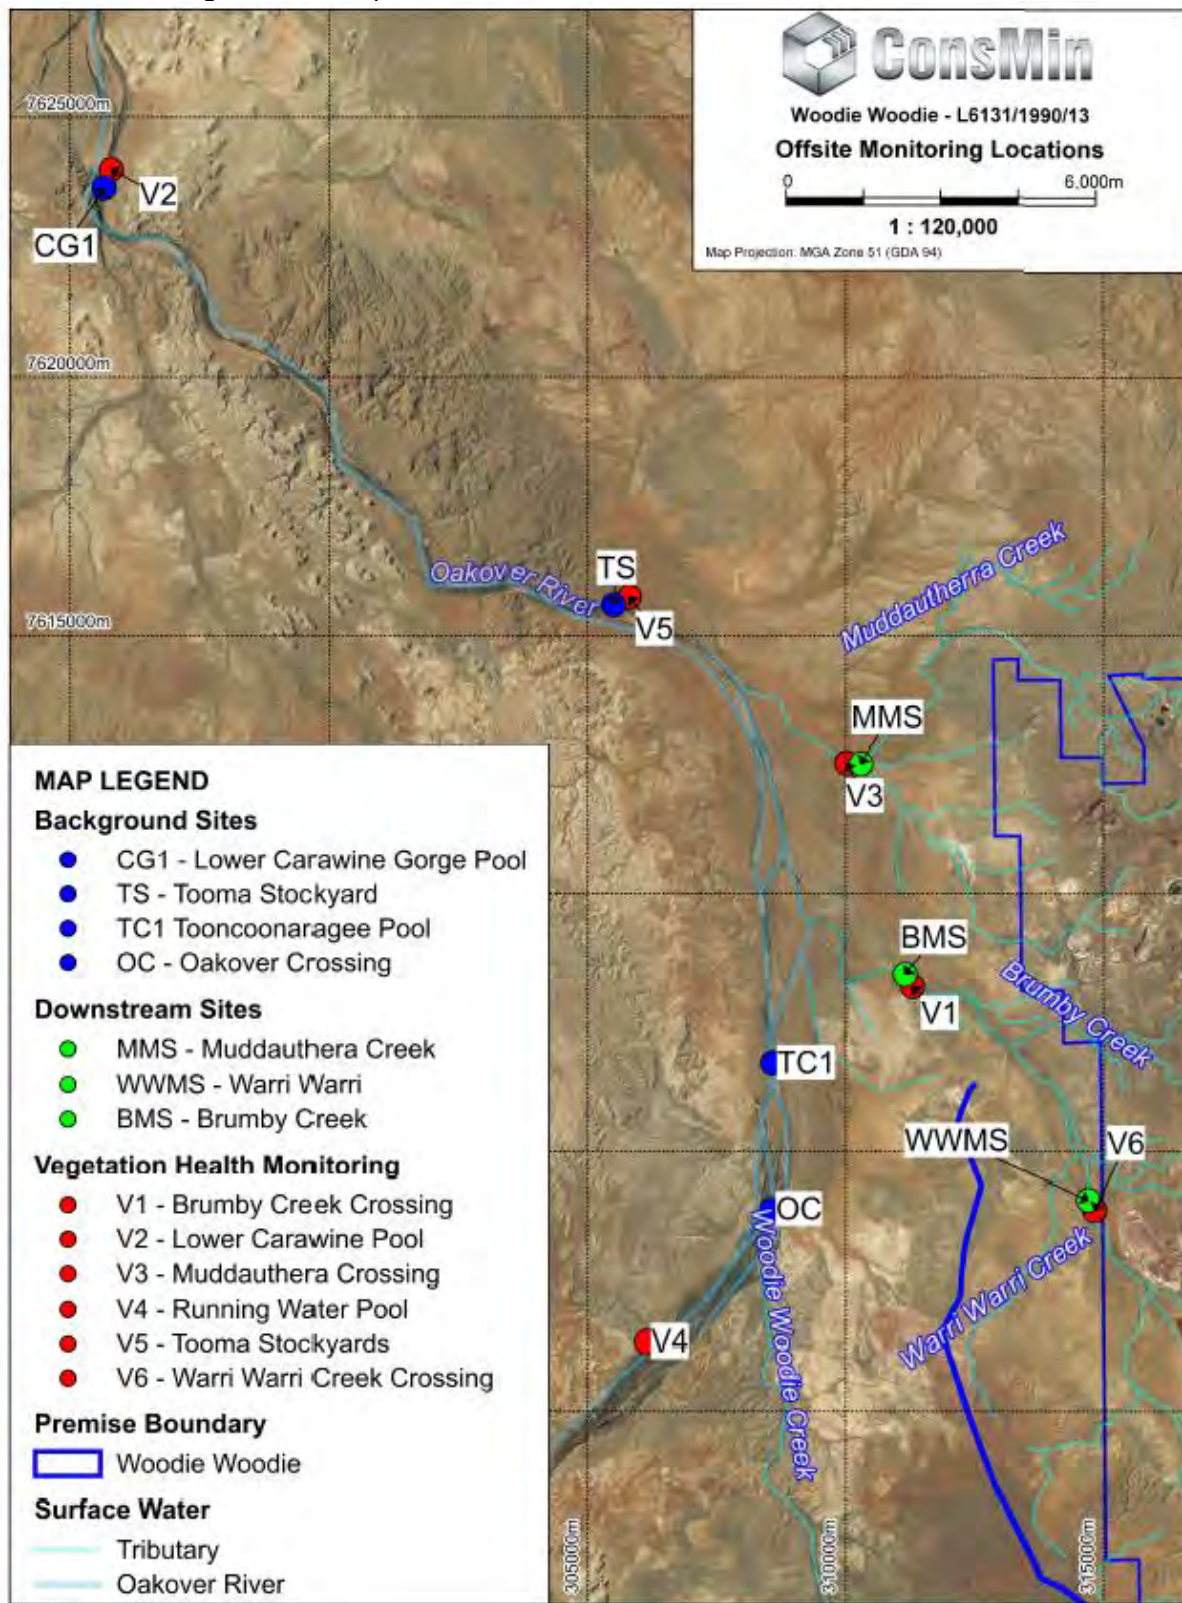 ConsMin
Woodie Woodie - L6131/1990/13
Offsite Monitoring Locations
0 6,000m
1 : 120,000
Map Projection: MGA Zone 51 (GDA 94)
7625000m
V2
CG1
7620000m
Oakover River
TS
V5
7615000m
Muddautherra Creek
MMS
V3
BMS
V1
Brumby Creek
TC1
WWMS
V6
OC
Woodie Woodie Creek
Warri Warri Creek
V4
305000m
310000m
315000m
MAP LEGEND
Background Sites
CG1 - Lower Carawine Gorge Pool
TS - Tooma Stockyard
TC1 Tooncoonaragee Pool
OC - Oakover Crossing
Downstream Sites
MMS - Muddauthera Creek
WWMS - Warri Warri
BMS - Brumby Creek
Vegetation Health Monitoring
V1 - Brumby Creek Crossing
V2 - Lower Carawine Pool
V3 - Muddauthera Crossing
V4 - Running Water Pool
V5 - Tooma Stockyards
V6 - Warri Warri Creek Crossing
Premise Boundary
Woodie Woodie
Surface Water
Tributary
Oakover River